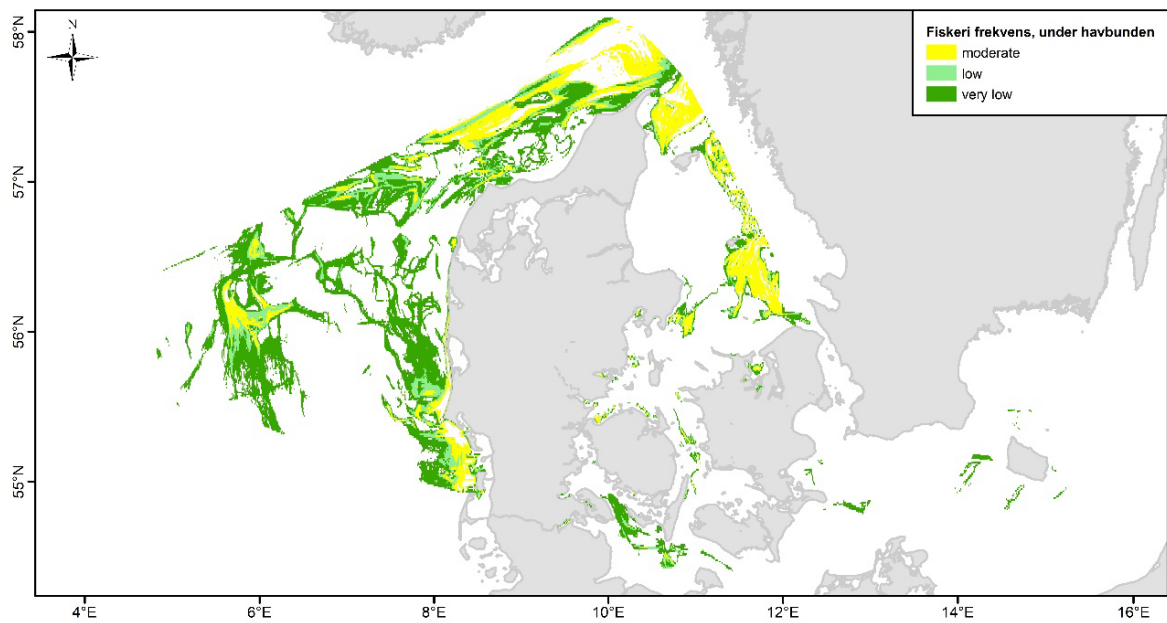 N
Fiskeri frekvens, under havbunden
moderate
low
very low
58°N
57°N
56°N
55°N
4°E
6°E
8°E
10°E
12°E
14°E
16°E